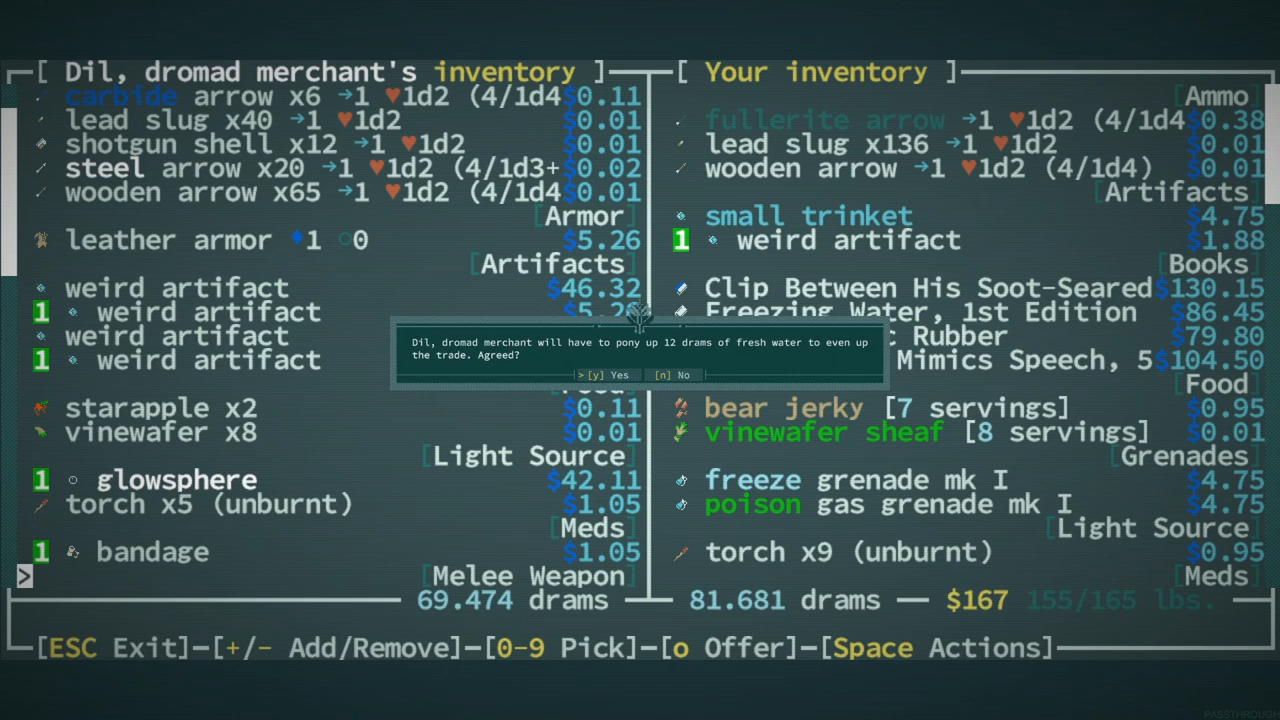 [ Dil, dromad merchant's inventory ]
carbide arrow x6 →1 ♥1d2 (4/1d4 $0.11
lead slug x40 →1 ♥1d2 $0.01
shotgun shell x12 →1 ♥1d2 $0.01
steel arrow x20 →1 ♥1d2 (4/1d3+ $0.02
wooden arrow x65 →1 ♥1d2 (4/1d4 $0.01
[Armor]
leather armor ♦1 ○0 $5.26
[Artifacts]
weird artifact $46.32
1 weird artifact
weird artifact
1 weird artifact
starapple x2 $0.11
vinewafer x8 $0.01
[Light Source]
1 glowsphere $42.11
torch x5 (unburnt) $1.05
[Meds]
1 bandage $1.05
>
[Melee Weapon]
69.474 drams
[ Your inventory ]
[Ammo]
fullerite arrow →1 ♥1d2 (4/1d4 $0.38
lead slug x136 →1 ♥1d2 $0.01
wooden arrow →1 ♥1d2 (4/1d4) $0.01
[Artifacts]
small trinket $4.75
1 weird artifact $1.88
[Books]
Clip Between His Soot-Seared $130.15
Freezing Water, 1st Edition $86.45
Rubber $79.80
Mimics Speech, 5 $104.50
[Food]
bear jerky [7 servings] $0.95
vinewafer sheaf [8 servings] $0.01
[Grenades]
freeze grenade mk I $4.75
poison gas grenade mk I $4.75
[Light Source]
torch x9 (unburnt) $0.95
[Meds]
81.681 drams — $167 155/165 lbs.
Dil, dromad merchant will have to pony up 12 drams of fresh water to even up
the trade. Agreed?
> [y] Yes [n] No
[ESC Exit]—[+/- Add/Remove]—[0-9 Pick]—[o Offer]—[Space Actions]